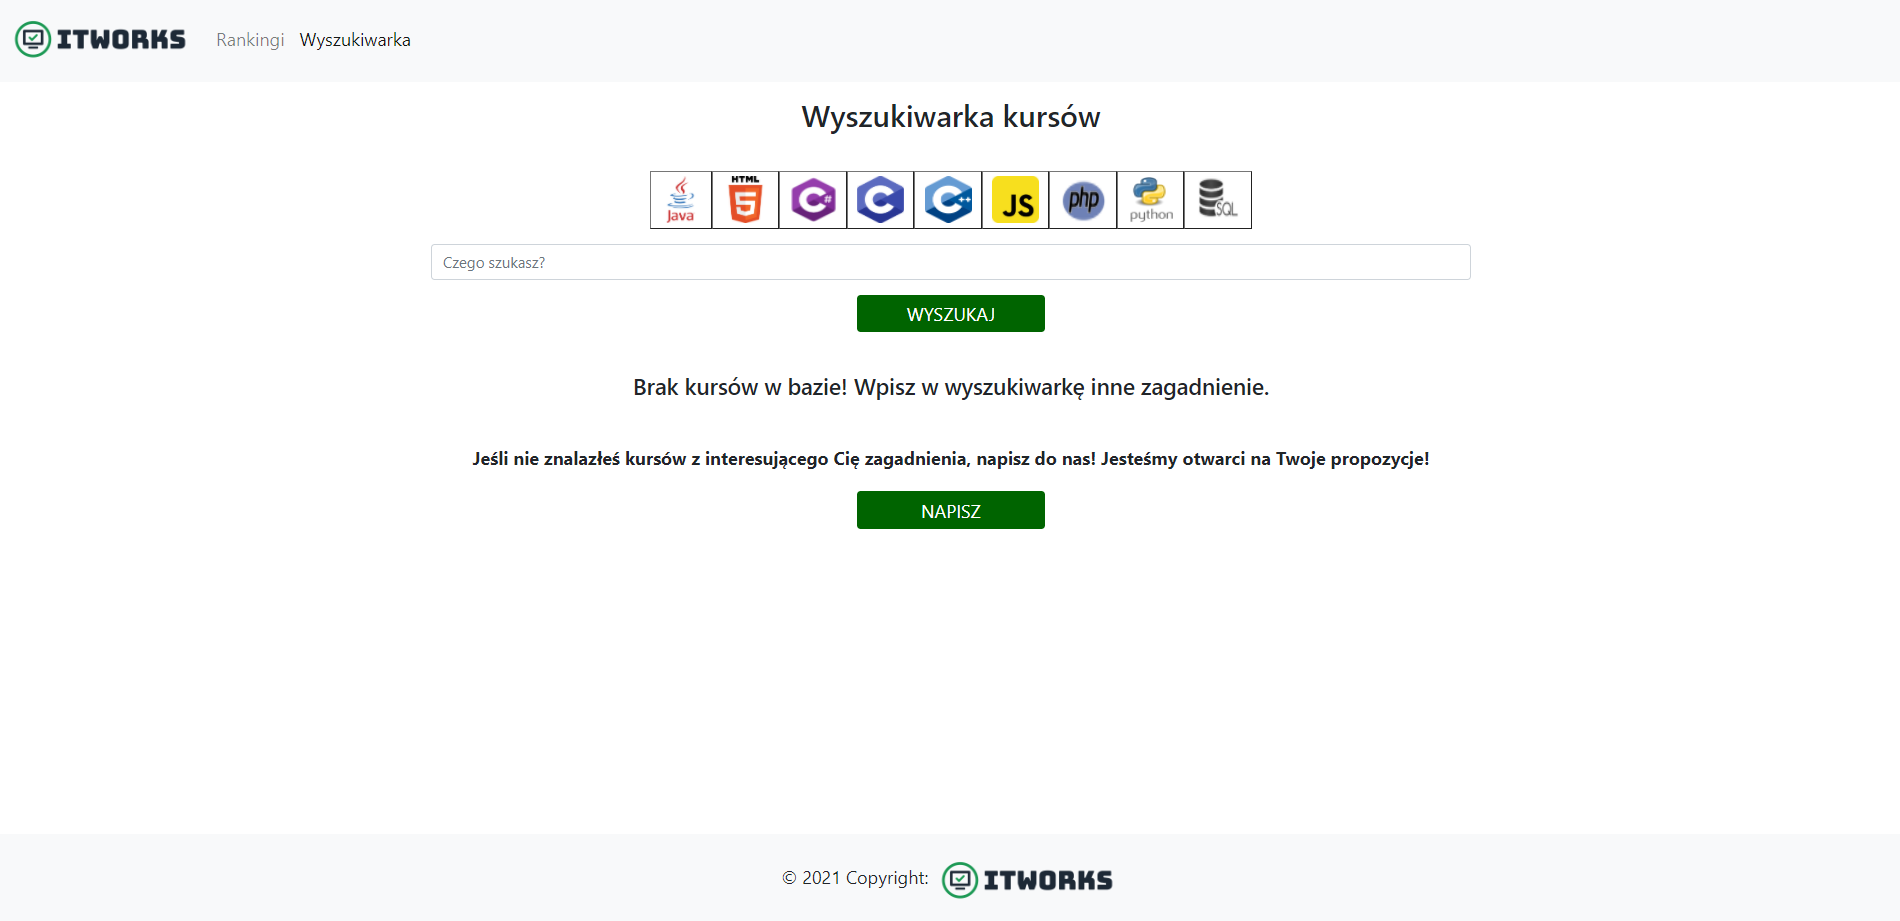 ITWORKS Rankingi Wyszukiwarka
Wyszukiwarka kursów
Java HTML 5 C# C C++ JS php python SQL
Czego szukasz?
WYSZUKAJ
Brak kursów w bazie! Wpisz w wyszukiwarkę inne zagadnienie.
Jeśli nie znalazłeś kursów z interesującego Cię zagadnienia, napisz do nas! Jesteśmy otwarci na Twoje propozycje!
NAPISZ
© 2021 Copyright: ITWORKS